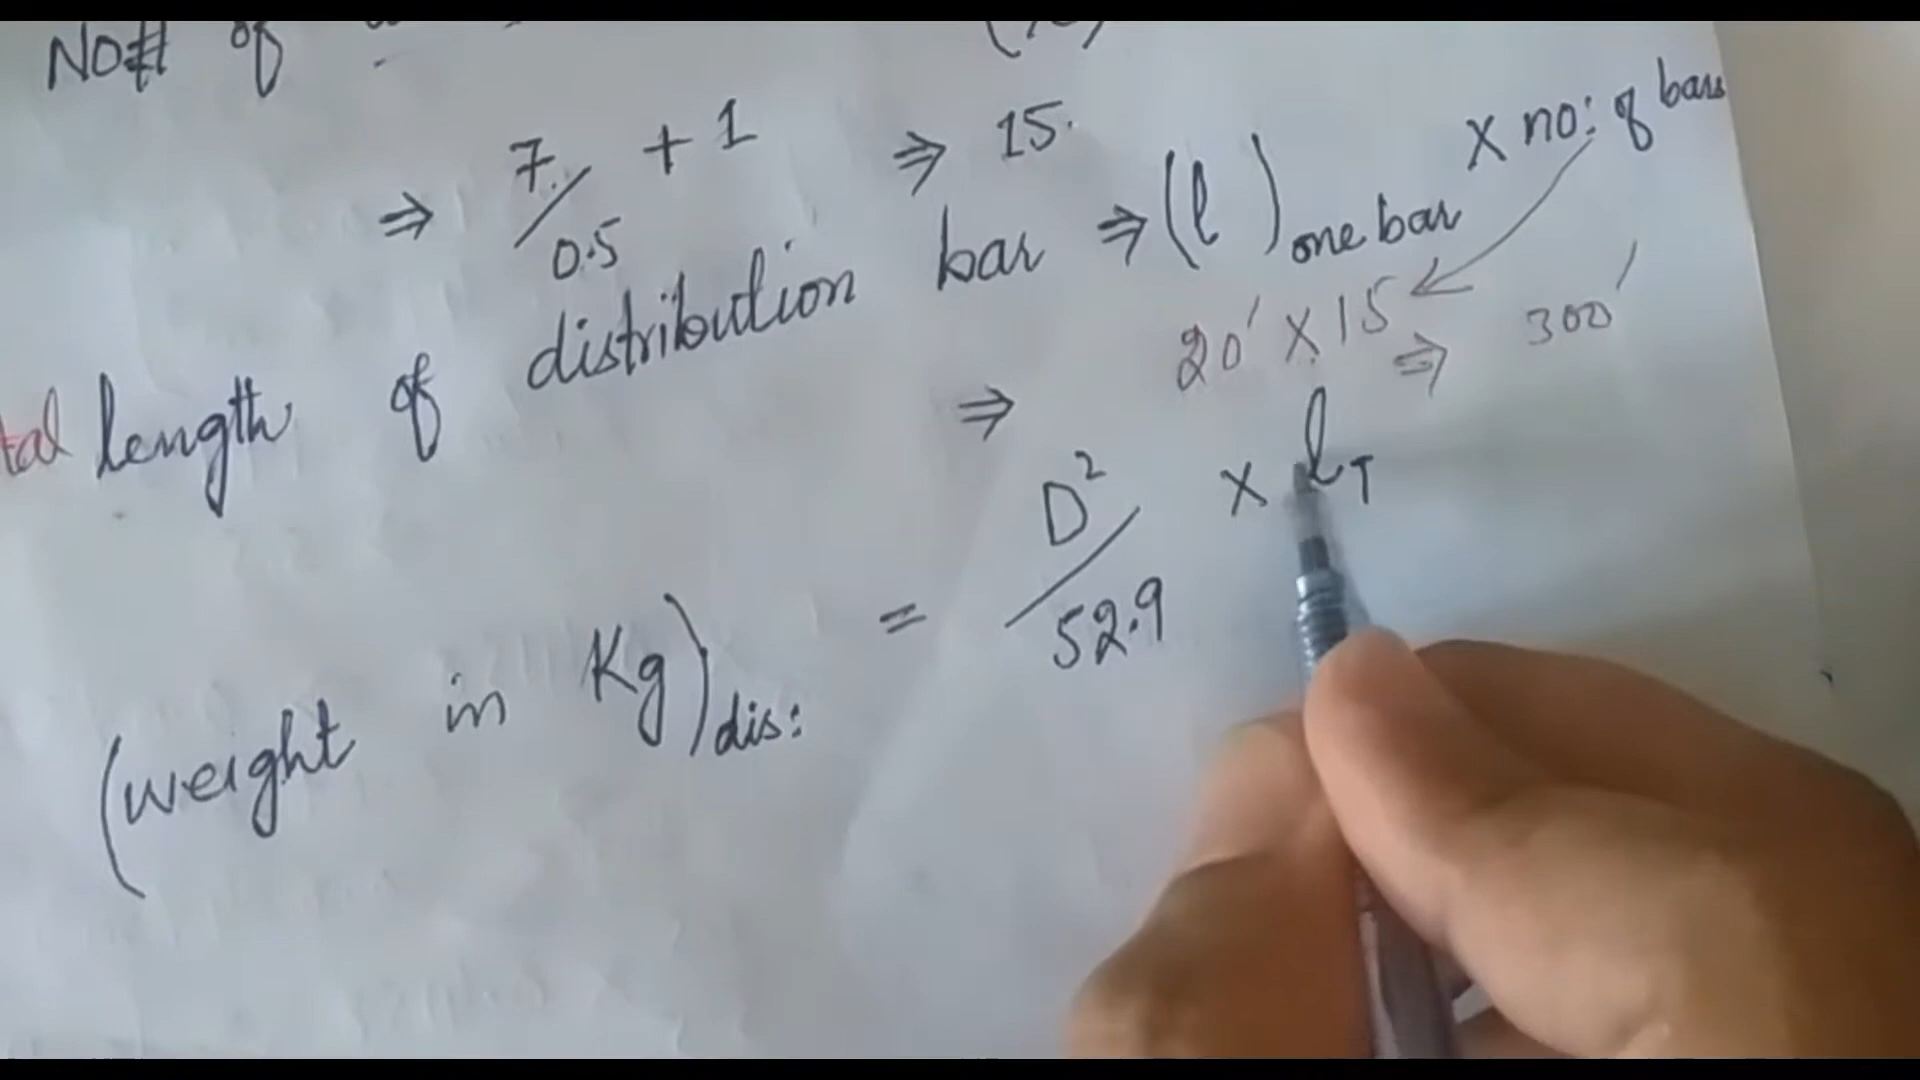 No# of
⇒ 7/0.5 + 1 ⇒ 15.
tal length of distribution bar ⇒ (l) one bar X no: of bars
⇒ 20' X 15 ⇒ 300'
(weight in Kg) dis: = D²/52.9 X lT